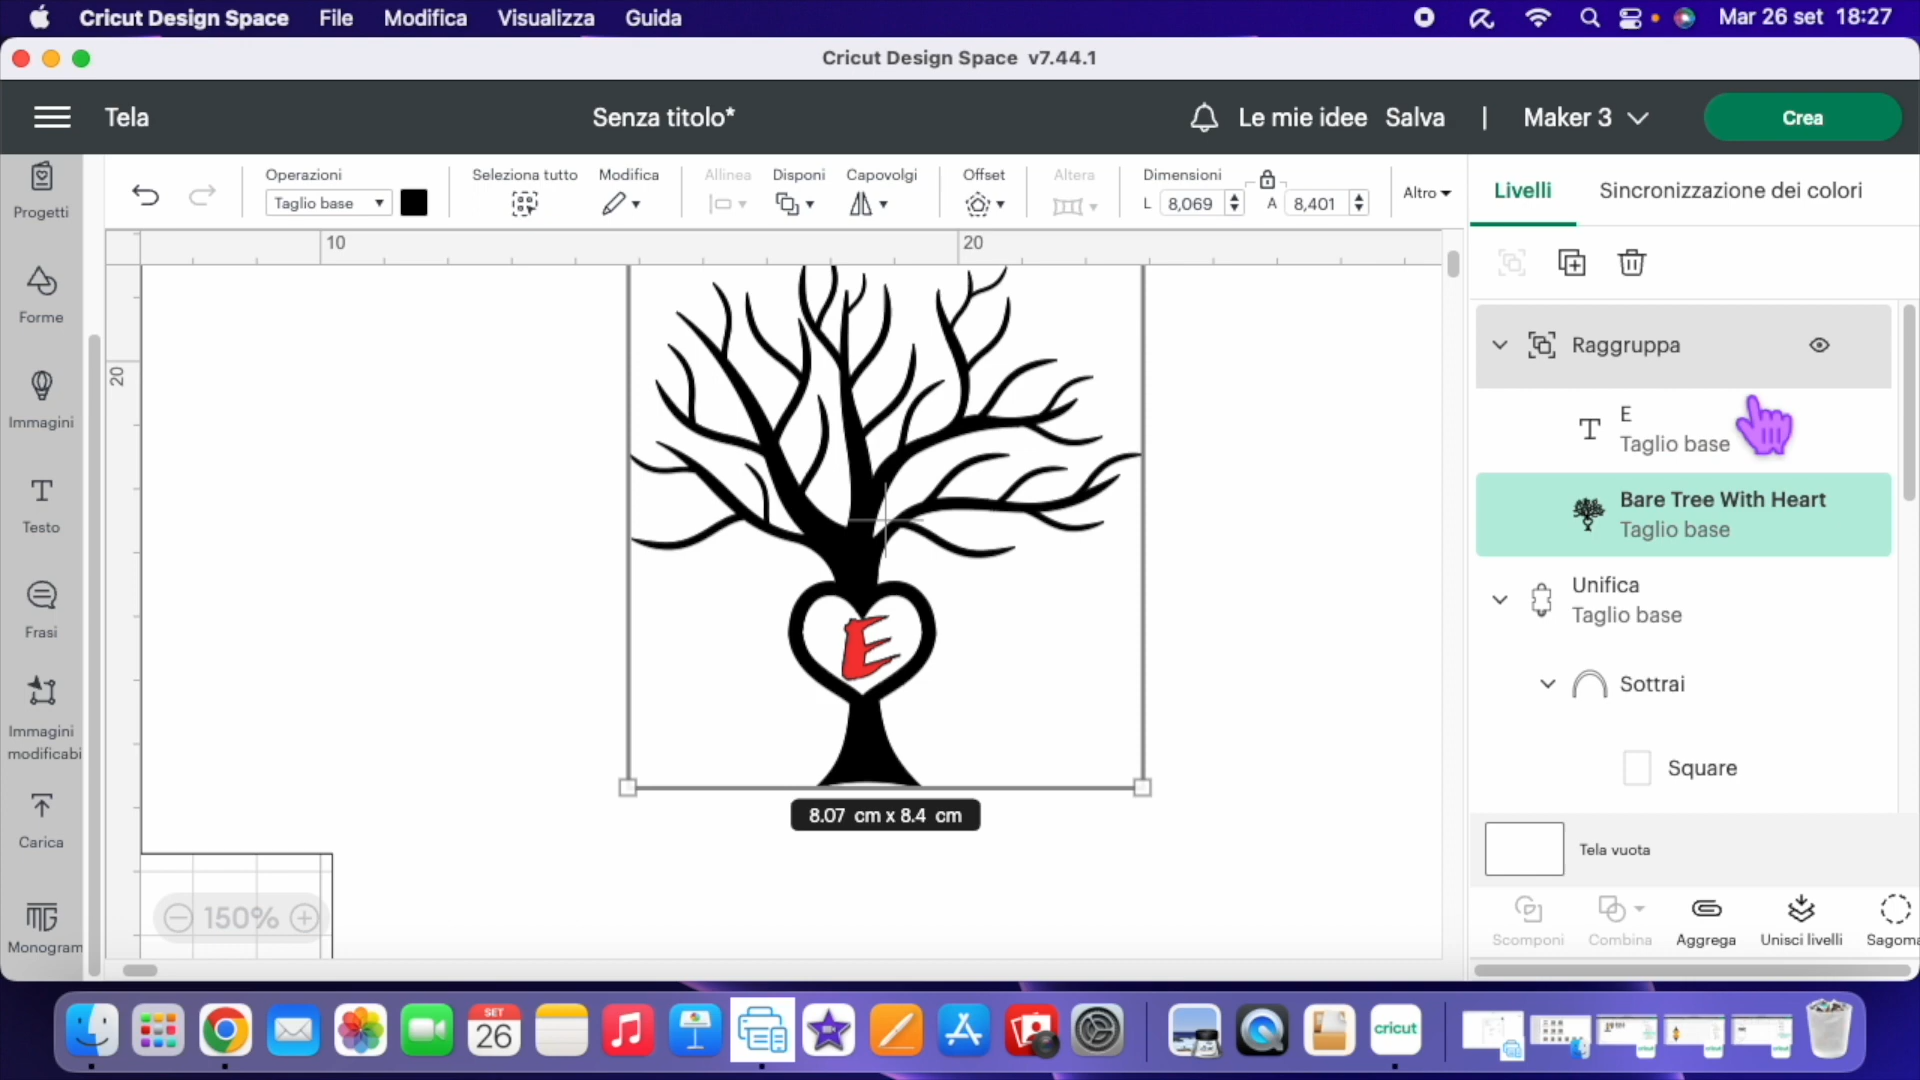 Cricut Design Space File Modifica Visualizza Guida Mar 26 set 18:27
Cricut Design Space v7.44.1
Tela Senza titolo* Le mie idee Salva | Maker 3 Crea
Operazioni Seleziona tutto Modifica Allinea Disponi Capovolgi Offset Altera Dimensioni
Taglio base L 8,069 A 8,401 Altro
Livelli Sincronizzazione dei colori
10 20
20
Progetti
Forme
Immagini
Testo
Frasi
Immagini
modificabi
Carica
MG
Monogram
E
8.07 cm x 8.4 cm
150%
Raggruppa
T E
Taglio base
Bare Tree With Heart
Taglio base
Unifica
Taglio base
Sottrai
Square
Tela vuota
Scomponi Combina Aggrega Unisci livelli Sagoma
SET
26
cricut